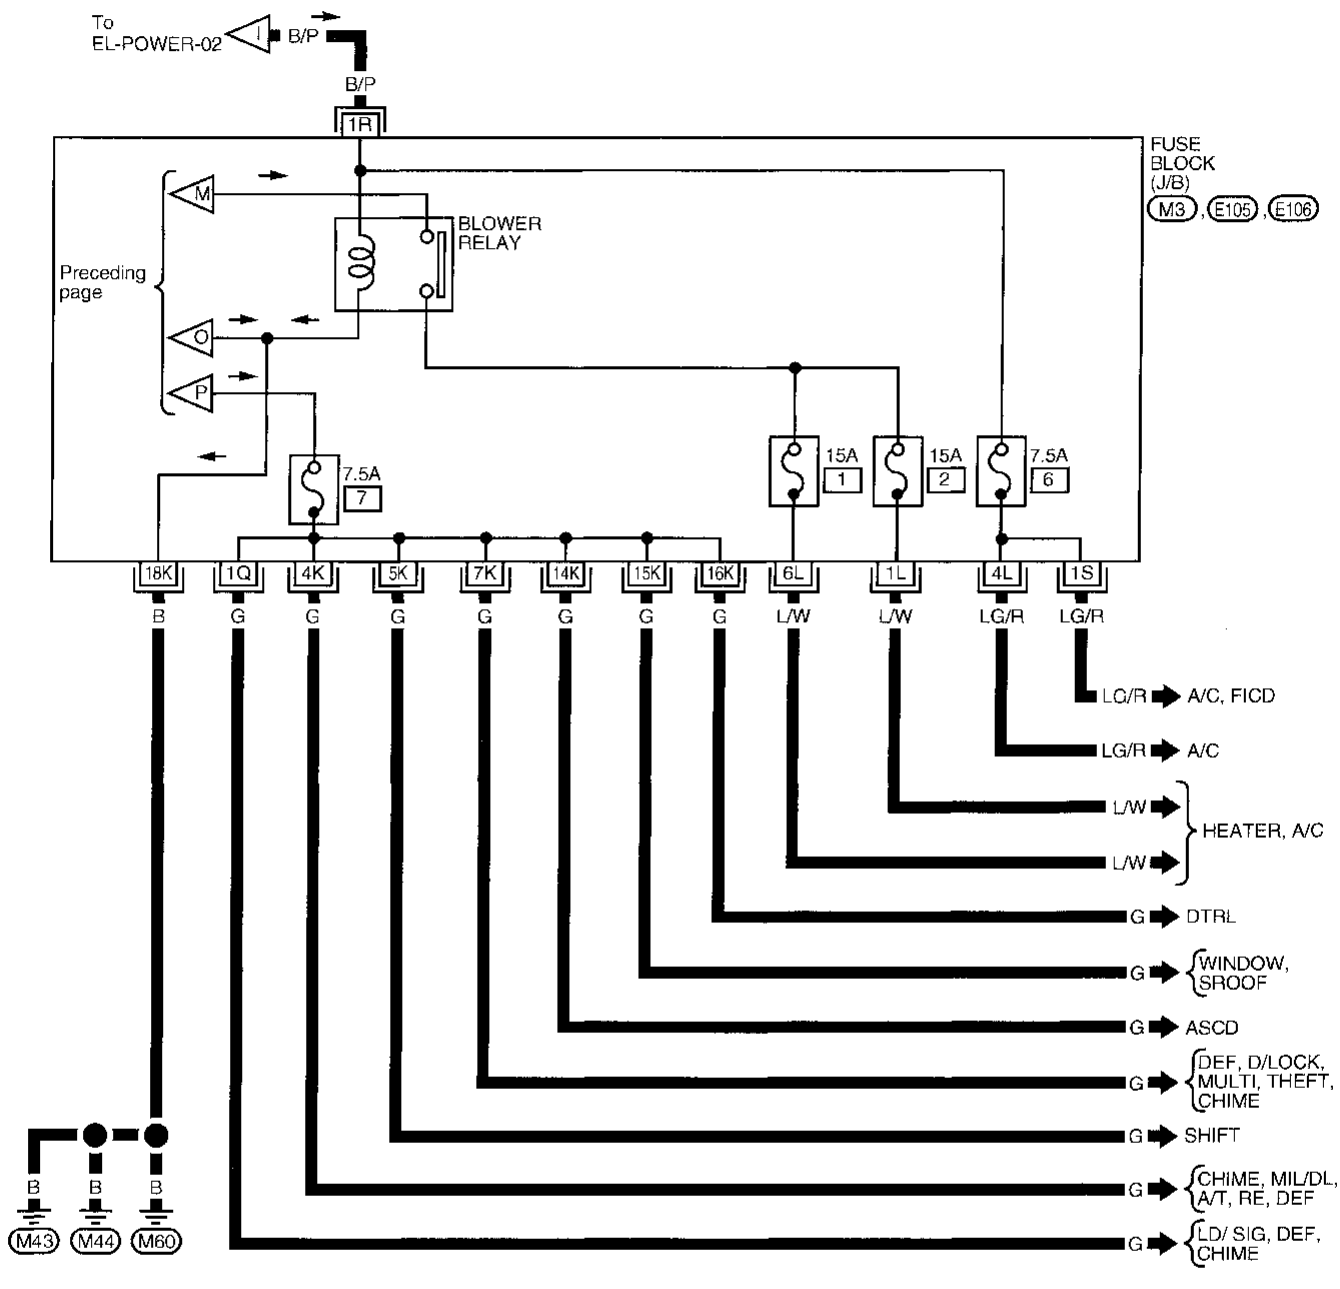 To
EL-POWER-02
I
B/P
B/P
1R
FUSE
BLOCK
(J/B)
M3 , E105 , E106
M
BLOWER
RELAY
Preceding
page
O
P
7.5A
7
15A
1
15A
2
7.5A
6
18K 1Q 4K 5K 7K 14K 15K 16K 6L 1L 4L 1S
B G G G G G G G L/W L/W LG/R LG/R
LG/R A/C, FICD
LG/R A/C
L/W
HEATER, A/C
L/W
G DTRL
G WINDOW,
SROOF
G ASCD
G DEF, D/LOCK,
MULTI, THEFT,
CHIME
G SHIFT
G CHIME, MIL/DL,
A/T, RE, DEF
G LD/ SIG, DEF,
CHIME
B B B
M43 M44 M60